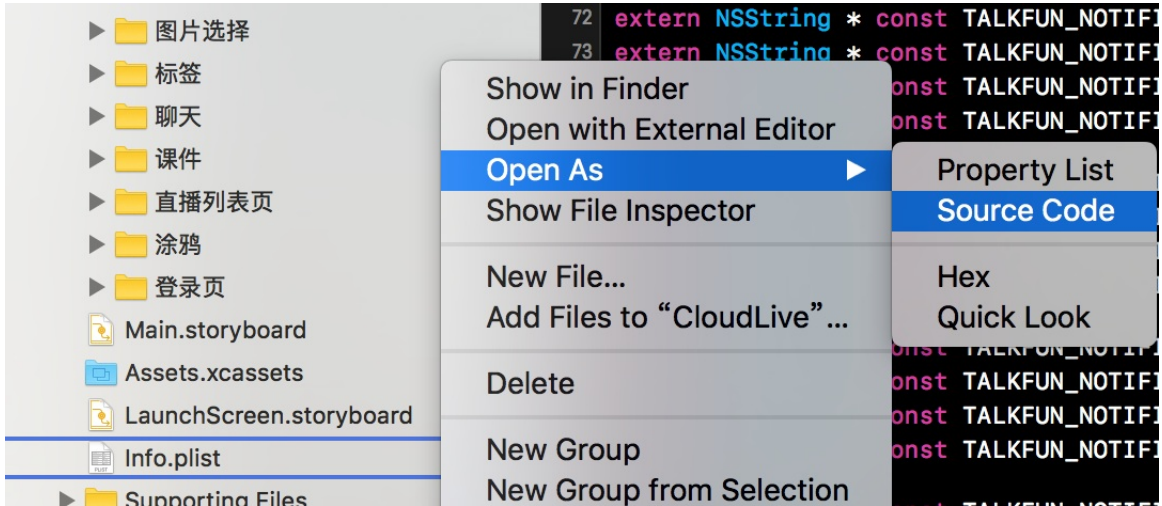 图片选择
标签
聊天
课件
直播列表页
涂鸦
登录页
Main.storyboard
Assets.xcassets
LaunchScreen.storyboard
Info.plist
Supporting Files
72 extern NSString * const TALKFUN_NOTIFI
73 extern NSString * const TALKFUN_NOTIFI
onst TALKFUN_NOTIFI
onst TALKFUN_NOTIFI
Show in Finder
Open with External Editor
Open As
Show File Inspector
New File...
Add Files to “CloudLive”...
Delete
New Group
New Group from Selection
Property List
Source Code
Hex
Quick Look
onst TALKFUN_NOTIFI
onst TALKFUN_NOTIFI
onst TALKFUN_NOTIFI
onst TALKFUN_NOTIFI